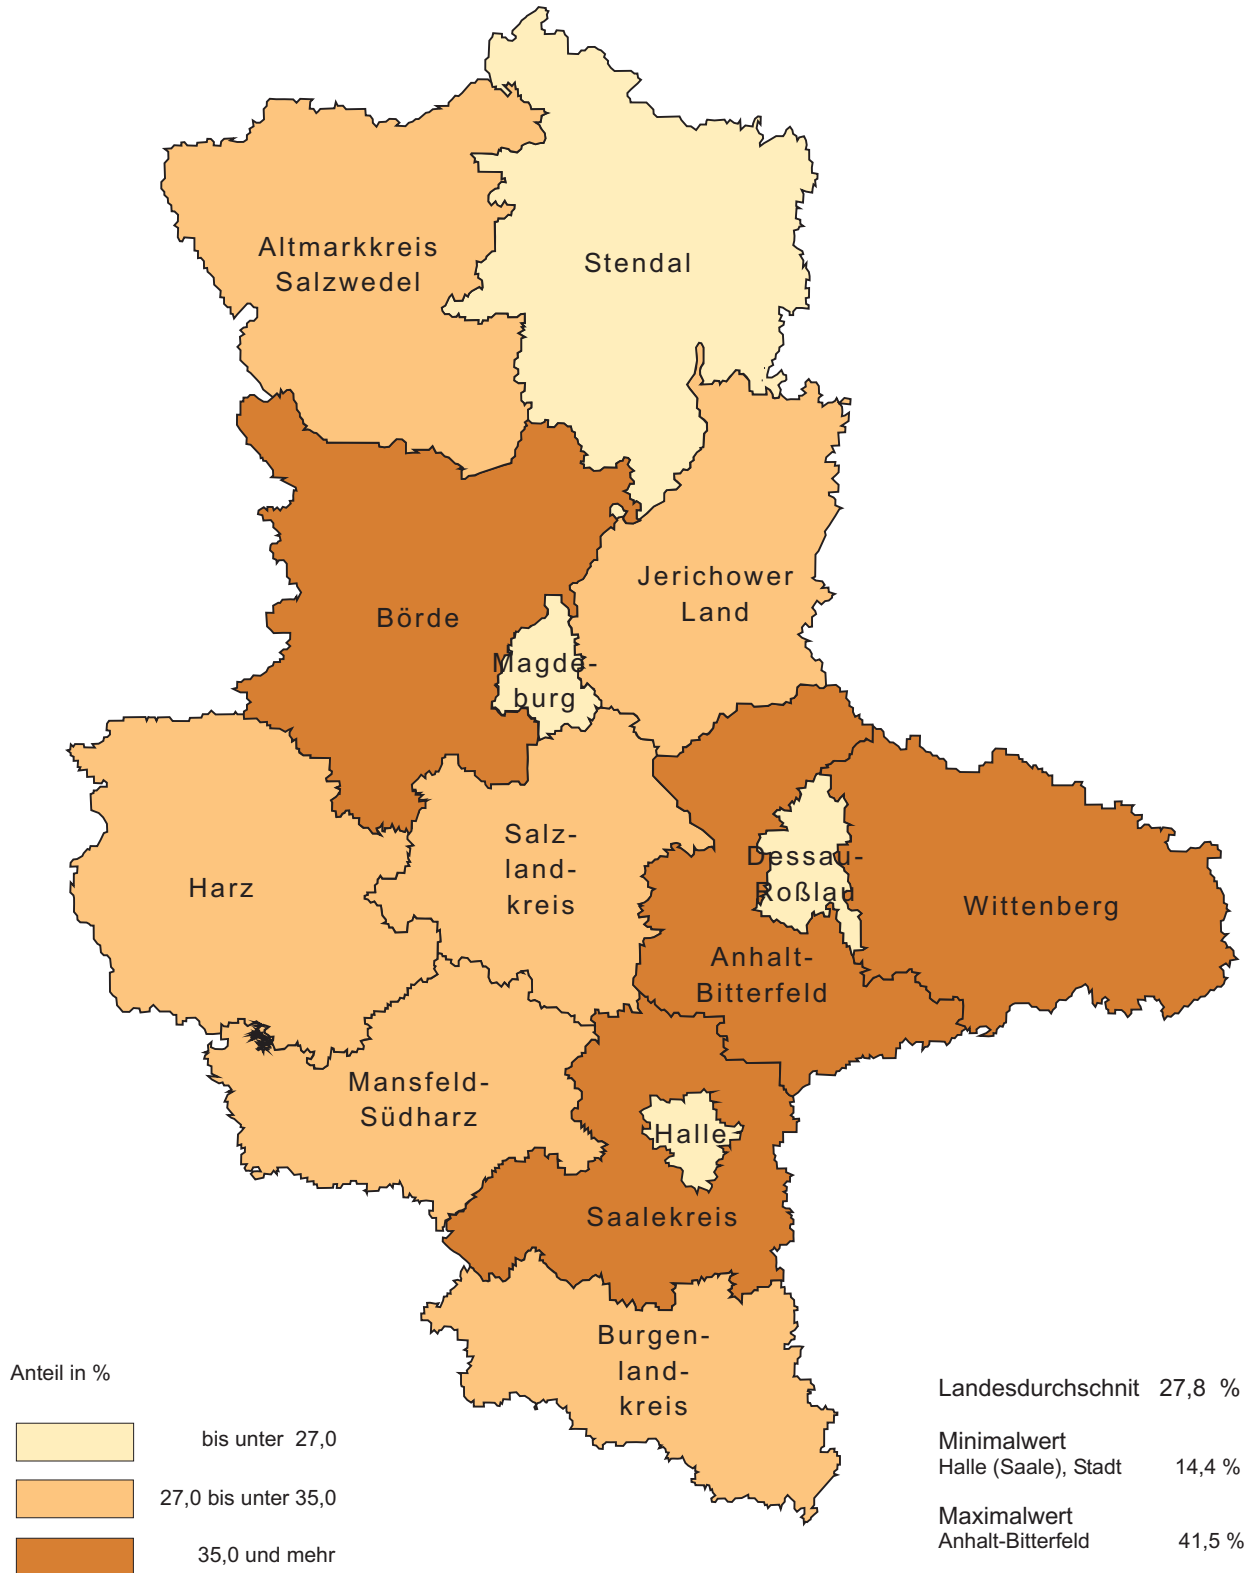 Altmarkkreis
Salzwedel
Stendal
Jerichower
Land
Börde
Magde-
burg
Salz-
land-
kreis
Harz
Dessau-
Roßlau
Wittenberg
Anhalt-
Bitterfeld
Mansfeld-
Südharz
Halle
Saalekreis
Burgen-
land-
kreis
Anteil in %
bis unter 27,0
27,0 bis unter 35,0
35,0 und mehr
Landesdurchschnit 27,8 %
Minimalwert
Halle (Saale), Stadt 14,4 %
Maximalwert
Anhalt-Bitterfeld 41,5 %